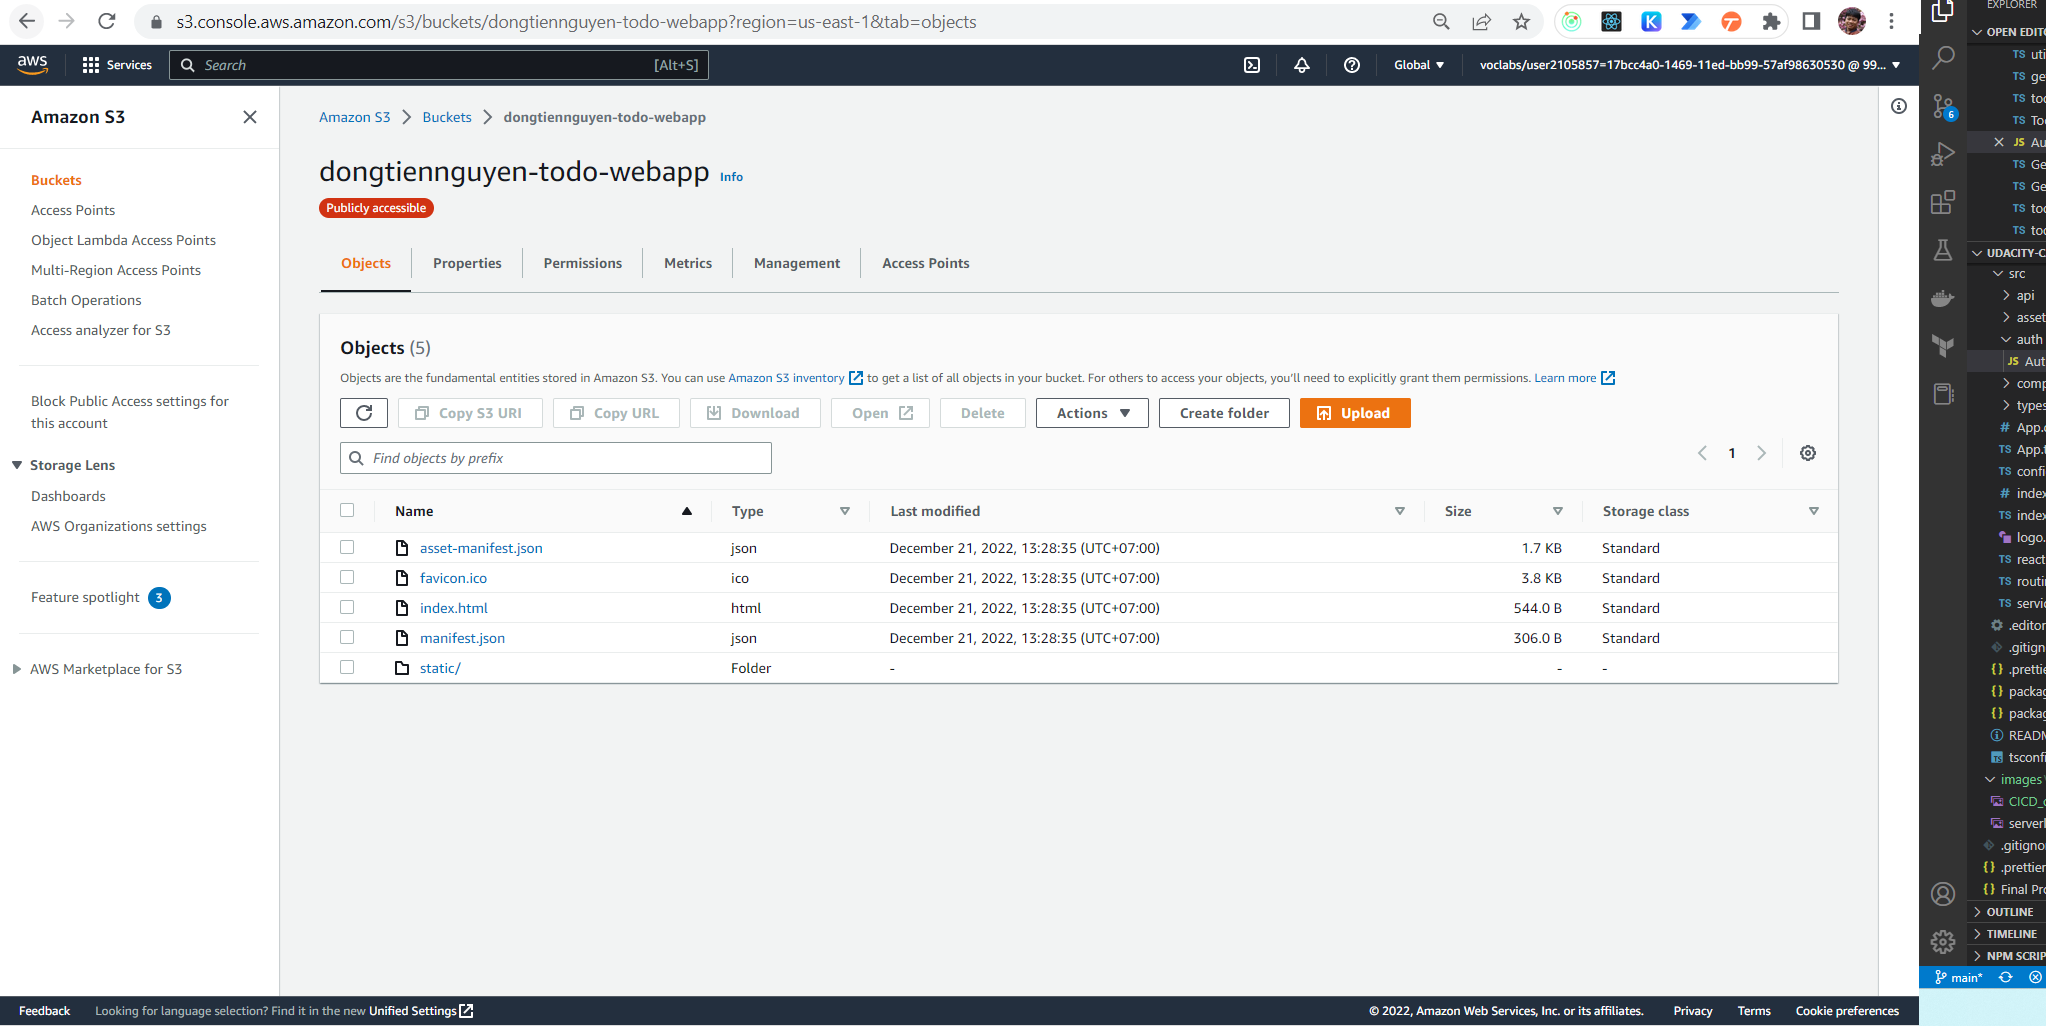 s3.console.aws.amazon.com/s3/buckets/dongtiennguyen-todo-webapp?region=us-east-1&tab=objects
aws
Services
Search
[Alt+S]
Global
voclabs/user2105857=17bcc4a0-1469-11ed-bb99-57af98630530 @ 99...
Amazon S3
Buckets
Access Points
Object Lambda Access Points
Multi-Region Access Points
Batch Operations
Access analyzer for S3
Block Public Access settings for
this account
Storage Lens
Dashboards
AWS Organizations settings
Feature spotlight 3
AWS Marketplace for S3
Amazon S3 > Buckets > dongtiennguyen-todo-webapp
dongtiennguyen-todo-webapp Info
Publicly accessible
Objects Properties Permissions Metrics Management Access Points
Objects (5)
Objects are the fundamental entities stored in Amazon S3. You can use Amazon S3 inventory to get a list of all objects in your bucket. For others to access your objects, you'll need to explicitly grant them permissions. Learn more
Copy S3 URI Copy URL Download Open Delete Actions Create folder Upload
Find objects by prefix
1
Name Type Last modified Size Storage class
asset-manifest.json json December 21, 2022, 13:28:35 (UTC+07:00) 1.7 KB Standard
favicon.ico ico December 21, 2022, 13:28:35 (UTC+07:00) 3.8 KB Standard
index.html html December 21, 2022, 13:28:35 (UTC+07:00) 544.0 B Standard
manifest.json json December 21, 2022, 13:28:35 (UTC+07:00) 306.0 B Standard
static/ Folder - - -
Feedback Looking for language selection? Find it in the new Unified Settings
© 2022, Amazon Web Services, Inc. or its affiliates. Privacy Terms Cookie preferences
EXPLORER
OPEN EDIT
TS uti
TS ge
TS too
TS To
JS Au
TS Ge
TS Ge
TS too
TS too
6
UDACITY-C
src
api
asset
auth
JS Aut
comp
types
# App.
TS App.
TS confi
# index
TS index
logo.
TS react
TS routi
TS servi
.editor
.gitign
{} .prettie
{} packag
{} packag
READM
tsconfi
images
CICD_
serverl
.gitigno
{} .prettier
{} Final Pro
OUTLINE
TIMELINE
NPM SCRIP
main*